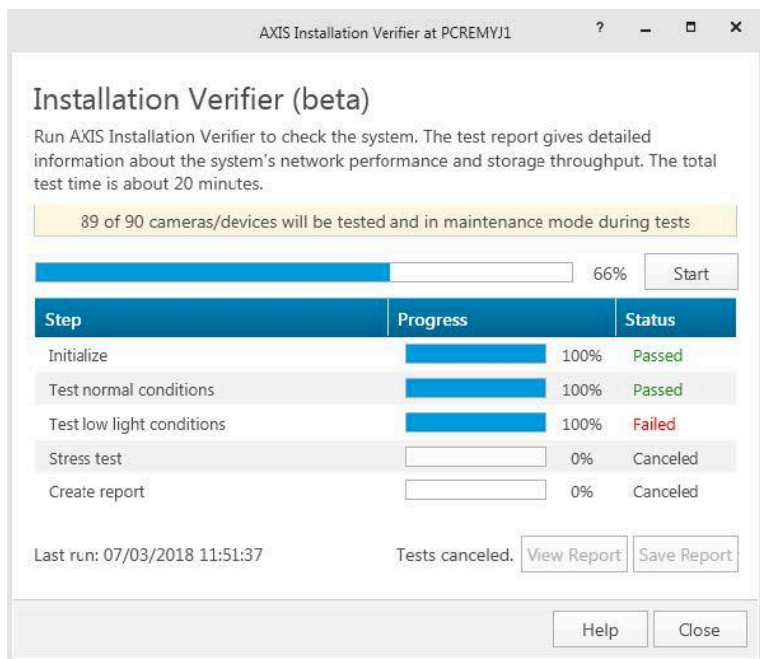 AXIS Installation Verifier at PCREMYJ1 ?
Installation Verifier (beta)
Run AXIS Installation Verifier to check the system. The test report gives detailed
information about the system's network performance and storage throughput. The total
test time is about 20 minutes.
89 of 90 cameras/devices will be tested and in maintenance mode during tests
66% Start
Step Progress Status
Initialize 100% Passed
Test normal conditions 100% Passed
Test low light conditions 100% Failed
Stress test 0% Canceled
Create report 0% Canceled
Last run: 07/03/2018 11:51:37 Tests canceled. View Report Save Report
Help Close